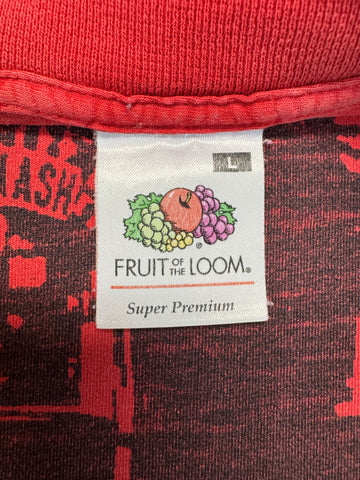 L
FRUIT OF THE LOOM®
Super Premium